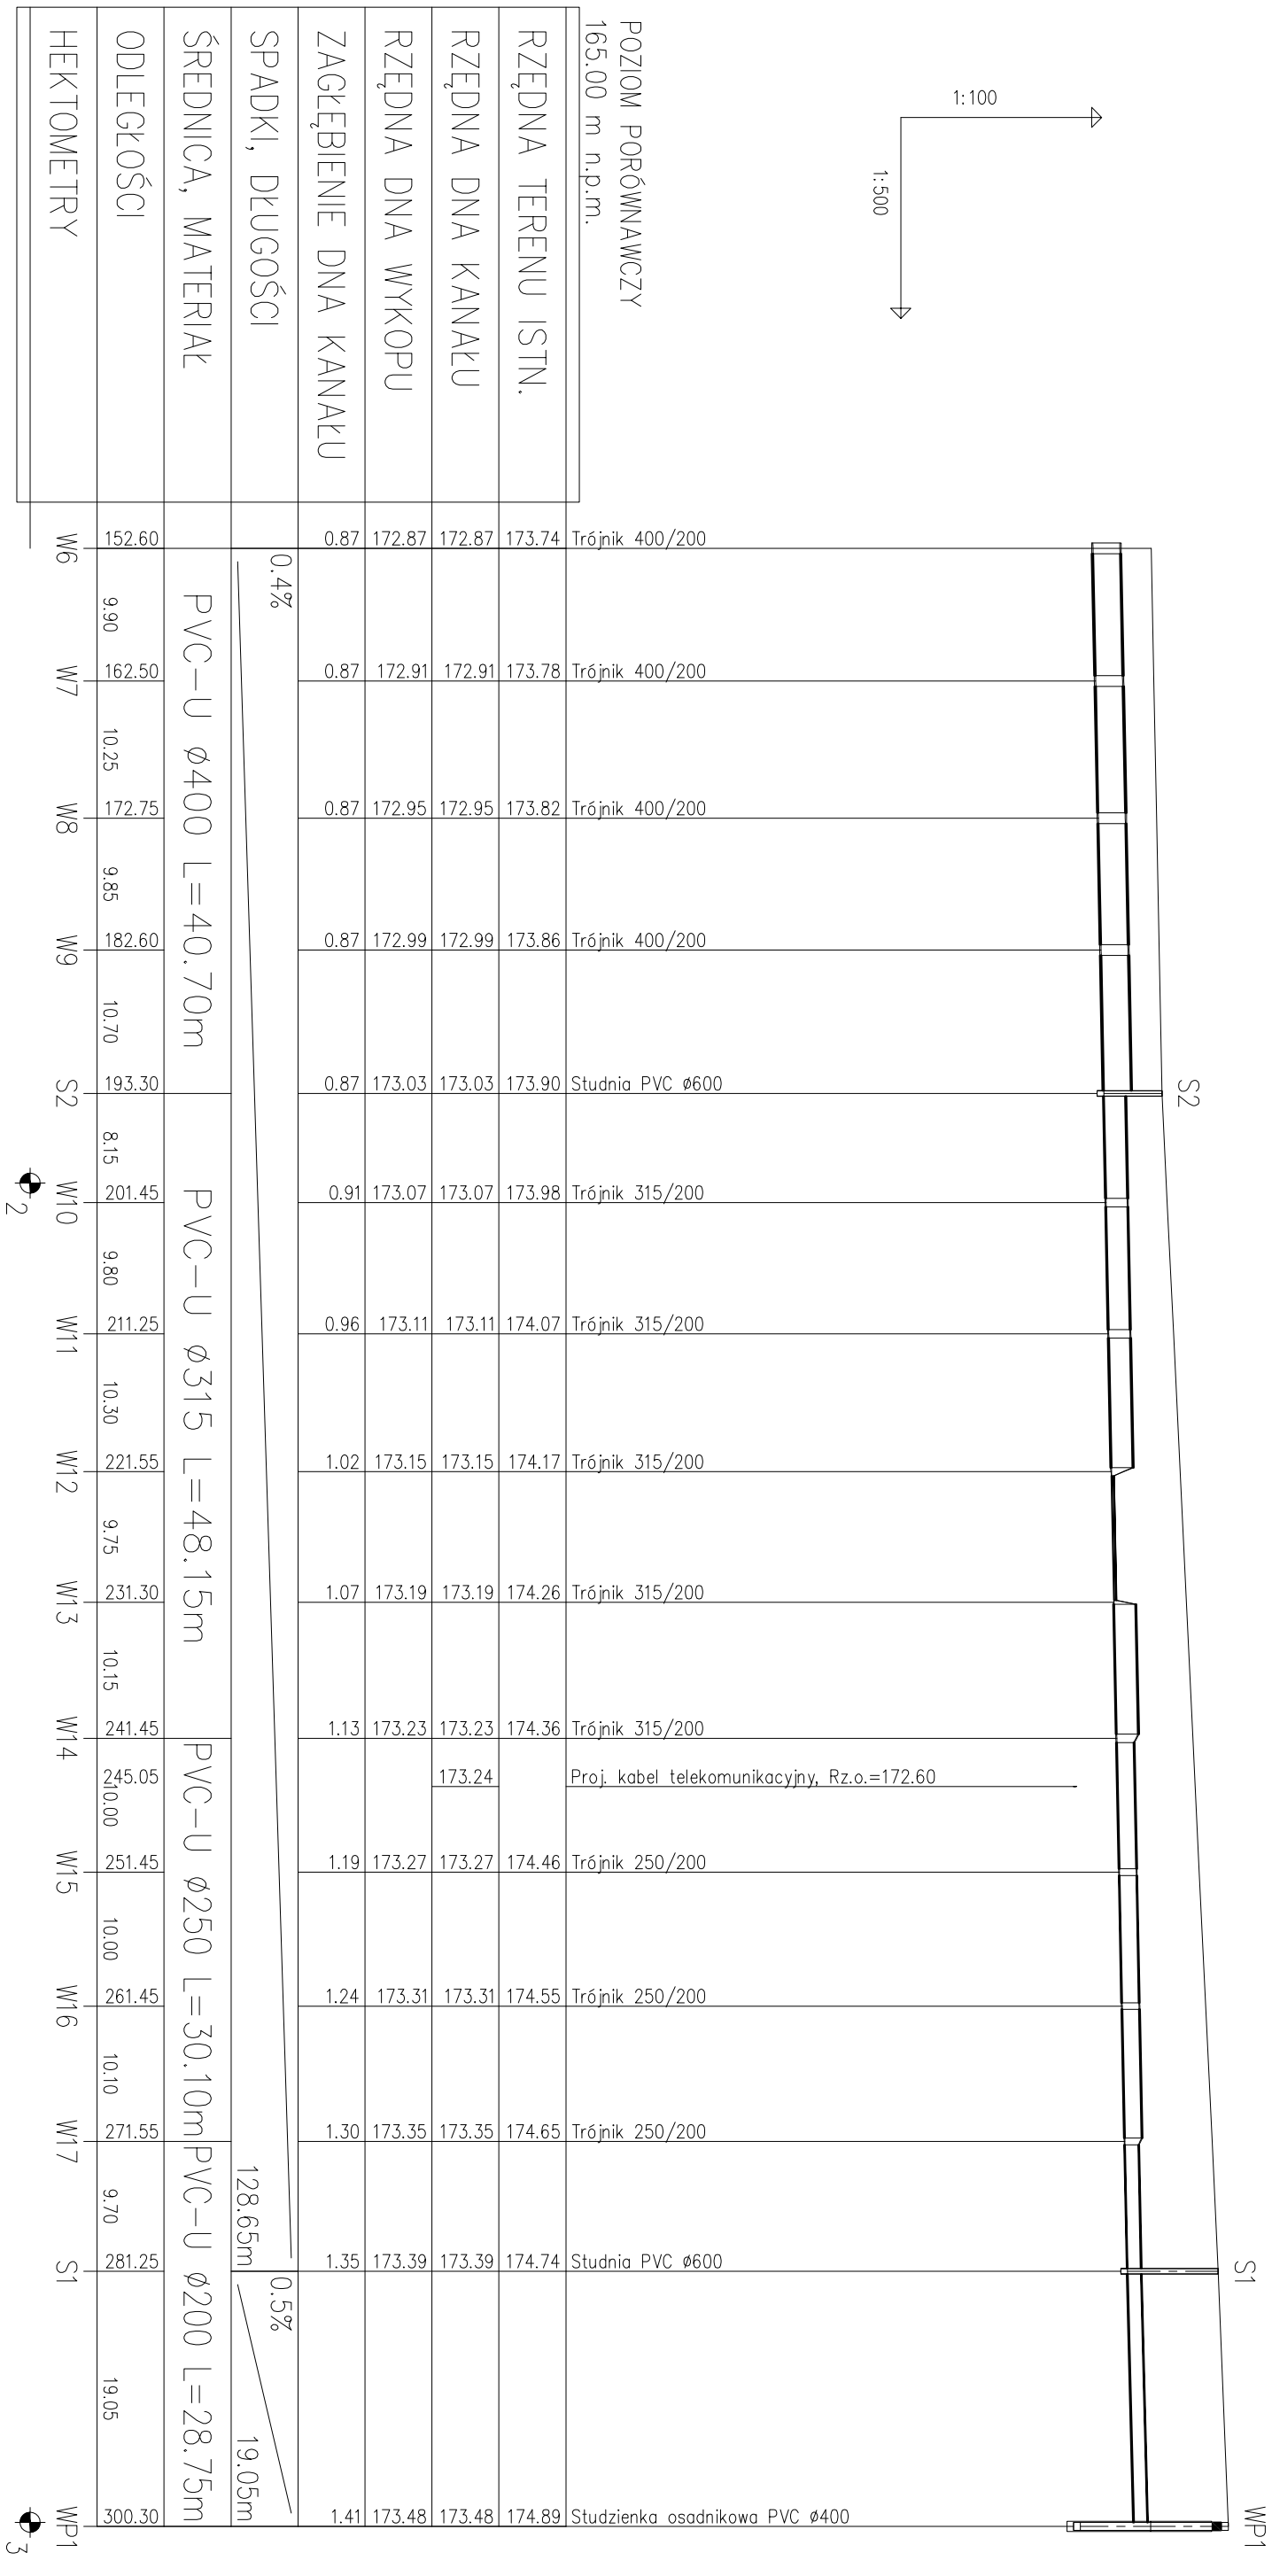 1:100
1:500
POZIOM PORÓWNAWCZY
165.00 m n.p.m.
S2
S1
WP1
Trójnik 400/200
Trójnik 400/200
Trójnik 400/200
Trójnik 400/200
Studnia PVC ø600
Trójnik 315/200
Trójnik 315/200
Trójnik 315/200
Trójnik 315/200
Trójnik 315/200
Proj. kabel telekomunikacyjny, Rz.o.=172.60
Trójnik 250/200
Trójnik 250/200
Trójnik 250/200
Studnia PVC ø600
Studzienka osadnikowa PVC ø400
RZĘDNA TERENU ISTN.
173.74 173.78 173.82 173.86 173.90 173.98 174.07 174.17 174.26 174.36 174.46 174.55 174.65 174.74 174.89
RZĘDNA DNA KANAŁU
172.87 172.91 172.95 172.99 173.03 173.07 173.11 173.15 173.19 173.23 173.24 173.27 173.31 173.35 173.39 173.48
RZĘDNA DNA WYKOPU
172.87 172.91 172.95 172.99 173.03 173.07 173.11 173.15 173.19 173.23 173.27 173.31 173.35 173.39 173.48
ZAGŁĘBIENIE DNA KANAŁU
0.87 0.87 0.87 0.87 0.87 0.91 0.96 1.02 1.07 1.13 1.19 1.24 1.30 1.35 1.41
SPADKI, DŁUGOŚCI
0.4% 128.65m 0.5% 19.05m
ŚREDNICA, MATERIAŁ
PVC-U ø400 L=40.70m PVC-U ø315 L=48.15m PVC-U ø250 L=30.10m PVC-U ø200 L=28.75m
ODLEGŁOŚCI
152.60 162.50 172.75 182.60 193.30 201.45 211.25 221.55 231.30 241.45 245.05 251.45 261.45 271.55 281.25 300.30
9.90 10.25 9.85 10.70 8.15 9.80 10.30 9.75 10.15 10.00 10.00 10.10 9.70 19.05
HEKTOMETRY
W6 W7 W8 W9 S2 W10 W11 W12 W13 W14 W15 W16 W17 S1 WP1
2 3